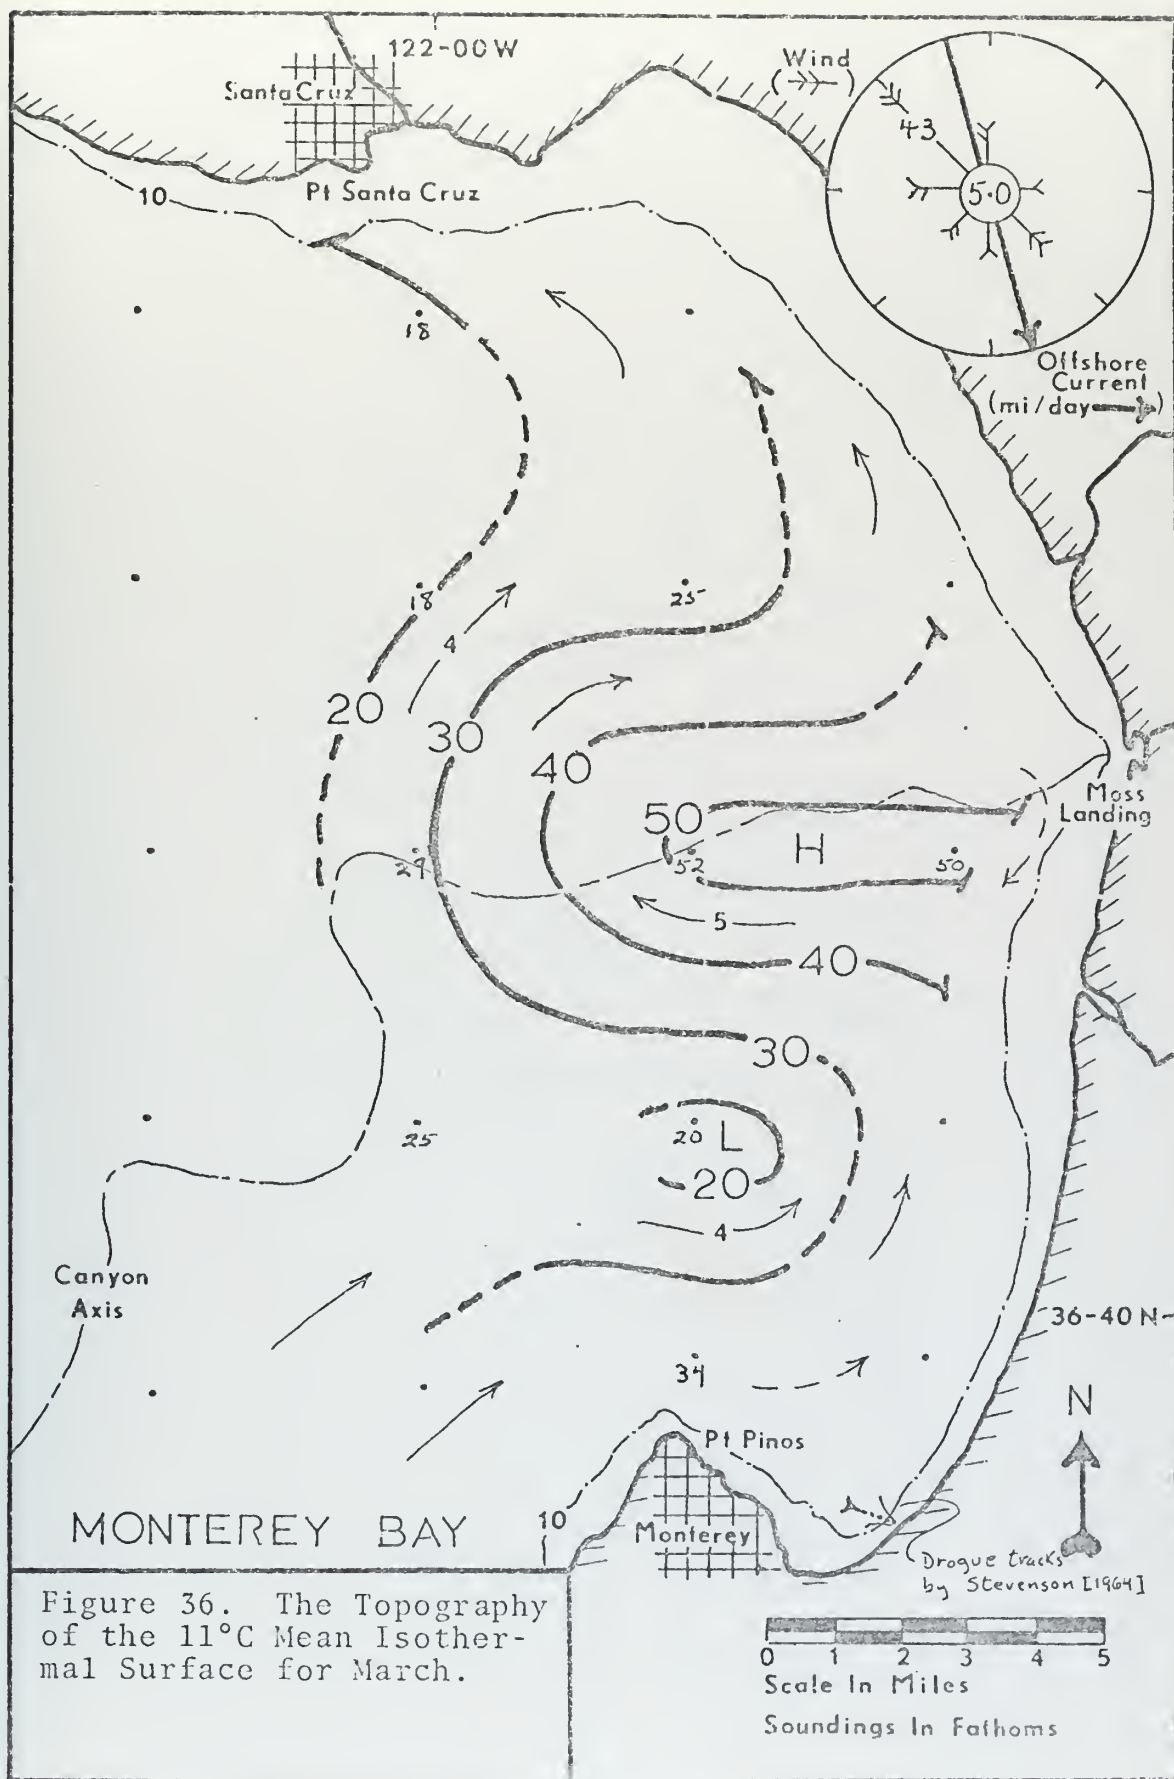 122-00W
Santa Cruz
Wind
43
5.0
10
Pt Santa Cruz
18
Offshore
Current
(mi/day )
18
25
4
20
30
40
Moss
Landing
50
H
29
52
50
5
40
30
25
20 L
20
4
Canyon
Axis
36-40 N
34
N
Pt Pinos
MONTEREY BAY
10
Monterey
Drogue tracks
by Stevenson [1964]
Figure 36. The Topography
of the 11°C Mean Isother-
mal Surface for March.
0 1 2 3 4 5
Scale In Miles
Soundings In Fathoms